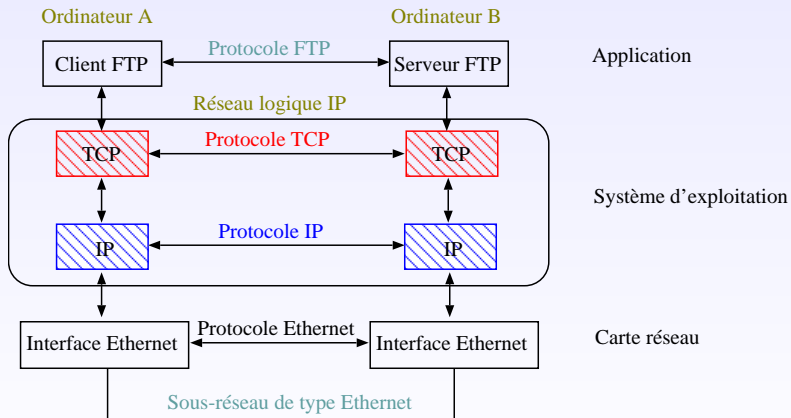 Ordinateur A
Ordinateur B
Protocole FTP
Client FTP
Serveur FTP
Application
Réseau logique IP
TCP
Protocole TCP
TCP
Système d'exploitation
IP
Protocole IP
IP
Interface Ethernet
Protocole Ethernet
Interface Ethernet
Carte réseau
Sous-réseau de type Ethernet